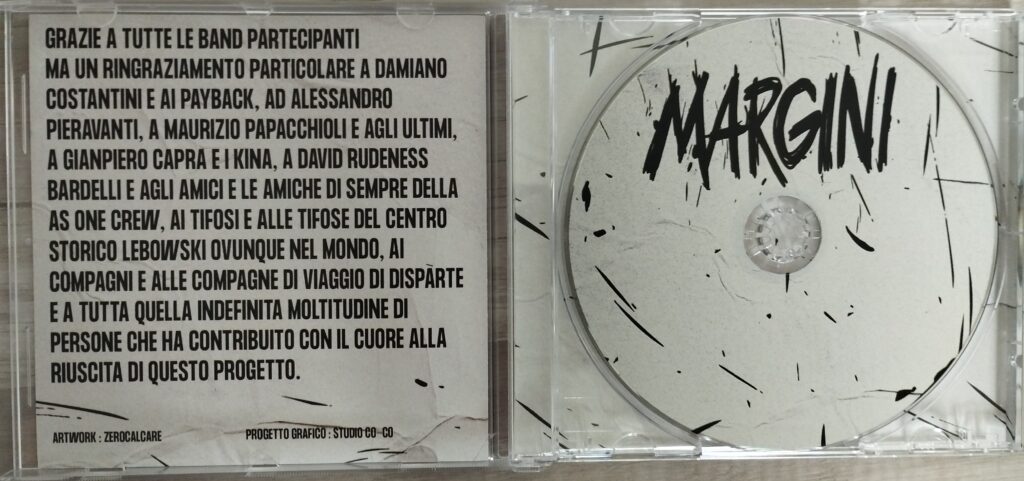 GRAZIE A TUTTE LE BAND PARTECIPANTI
MA UN RINGRAZIAMENTO PARTICOLARE A DAMIANO
COSTANTINI E AI PAYBACK, AD ALESSANDRO
PIERAVANTI, A MAURIZIO PAPACCHIOLI E AGLI ULTIMI,
A GIANPIERO CAPRA E I KINA, A DAVID RUDENESS
BARDELLI E AGLI AMICI E LE AMICHE DI SEMPRE DELLA
AS ONE CREW, AI TIFOSI E ALLE TIFOSE DEL CENTRO
STORICO LEBOWSKI OVUNQUE NEL MONDO, AI
COMPAGNI E ALLE COMPAGNE DI VIAGGIO DI DISPÀRTE
E A TUTTA QUELLA INDEFINITA MOLTITUDINE DI
PERSONE CHE HA CONTRIBUITO CON IL CUORE ALLA
RIUSCITA DI QUESTO PROGETTO.
ARTWORK : ZEROCALCARE
PROGETTO GRAFICO : STUDIO CO CO
MARGINI